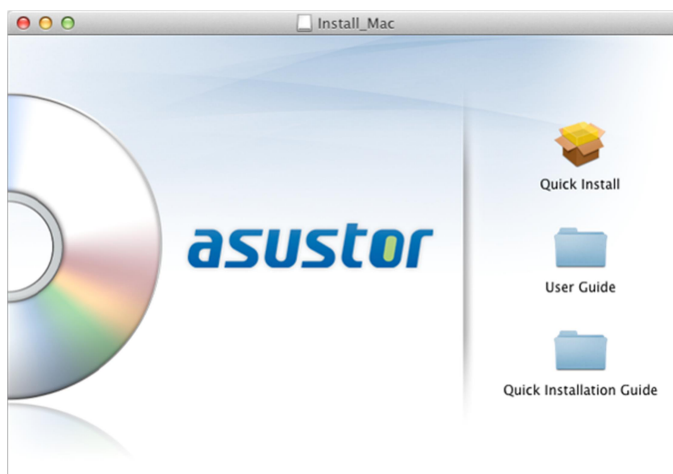 Install_Mac
asustor
Quick Install
User Guide
Quick Installation Guide